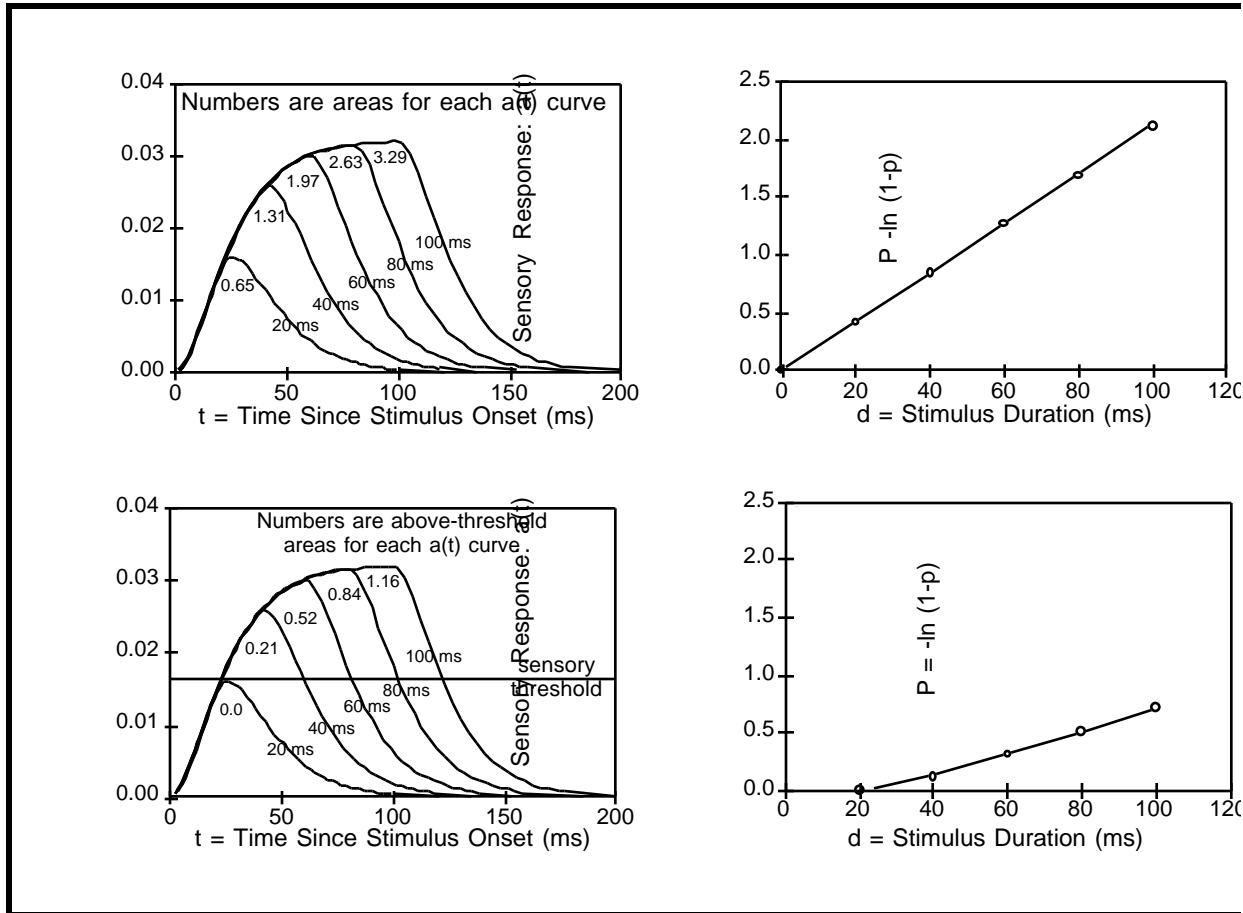 0.04
0.03
0.02
0.01
0.00
Numbers are areas for each a(t) curve
Sensory Response: a(t)
0.65
1.31
1.97
2.63
3.29
20 ms
40 ms
60 ms
80 ms
100 ms
0
50
100
150
200
t = Time Since Stimulus Onset (ms)
2.5
2.0
1.5
1.0
0.5
0.0
P -ln (1-p)
0
20
40
60
80
100
120
d = Stimulus Duration (ms)
0.04
0.03
0.02
0.01
0.00
Numbers are above-threshold
areas for each a(t) curve.
Sensory Response. a(t)
0.0
0.21
0.52
0.84
1.16
20 ms
40 ms
60 ms
80 ms
100 ms
sensory
threshold
0
50
100
150
200
t = Time Since Stimulus Onset (ms)
2.5
2.0
1.5
1.0
0.5
0.0
P = -ln (1-p)
0
20
40
60
80
100
120
d = Stimulus Duration (ms)